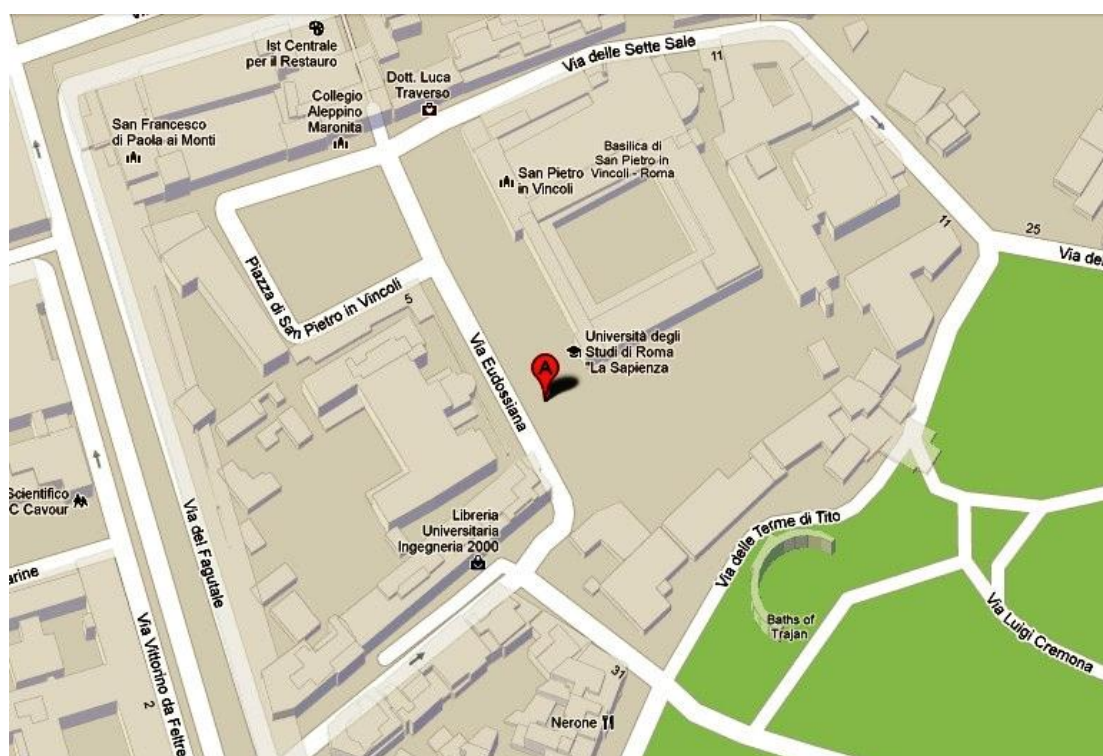 Ist Centrale
per il Restauro
Via delle Sette Sale
11
Dott. Luca
Traverso
Collegio
Aleppino
Maronita
San Francesco
di Paola ai Monti
Basilica di
San Pietro in
Vincoli - Roma
San Pietro
in Vincoli
11
25
Via del
Piazza di San Pietro in Vincoli
5
Via Eudossiana
Università degli
Studi di Roma
"La Sapienza
A
Scientifico
C Cavour
Libreria
Universitaria
Ingegneria 2000
Via del Fagutale
Via delle Terme di Tito
arine
Baths of
Trajan
Via Luigi Cremona
Via Vittorino da Feltre
2
31
Nerone